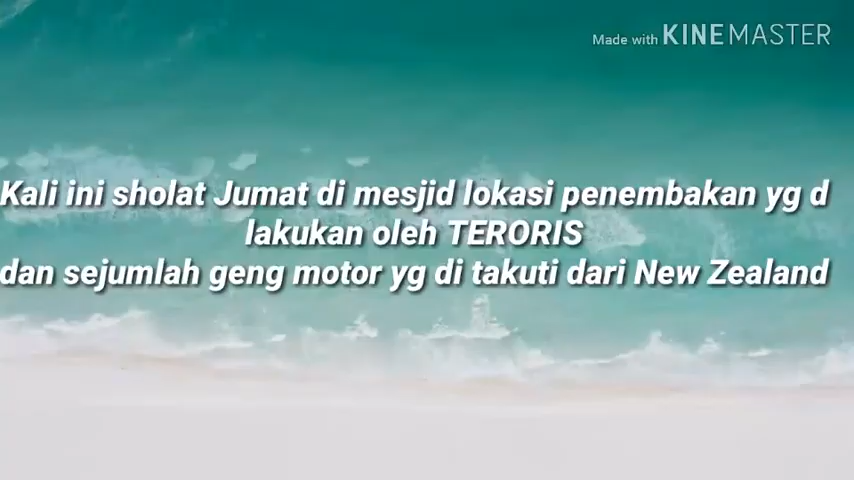 Made with KINEMASTER
Kali ini sholat Jumat di mesjid lokasi penembakan yg d
lakukan oleh TERORIS
dan sejumlah geng motor yg di takuti dari New Zealand